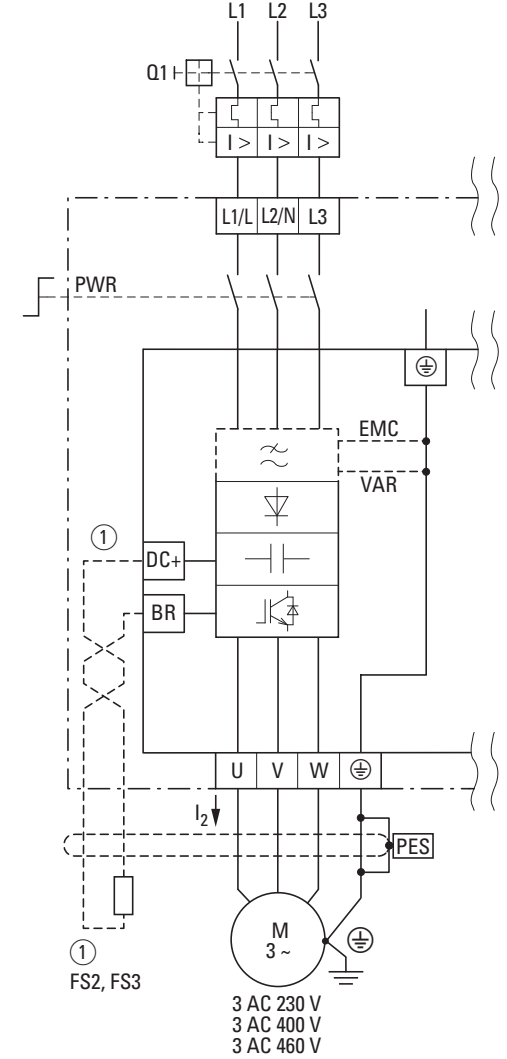 L1 L2 L3
Q1
I > I > I >
L1/L L2/N L3
PWR
EMC
VAR
①
DC+
BR
U V W
I₂
PES
M
3 ~
①
FS2, FS3
3 AC 230 V
3 AC 400 V
3 AC 460 V